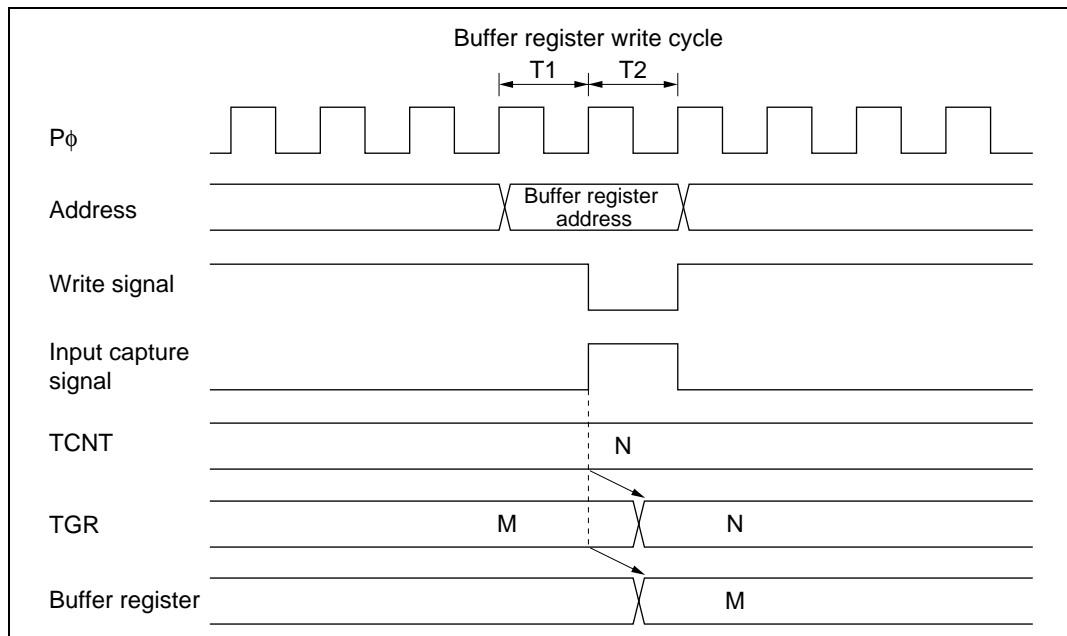 Buffer register write cycle
T1 T2
Pϕ
Address
Buffer register
address
Write signal
Input capture
signal
TCNT
N
TGR
M N
Buffer register
M